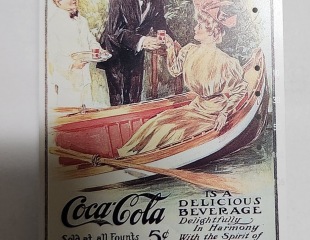 Coca-Cola
Sold at all Founts 5¢
IS A
DELICIOUS
BEVERAGE
Delightfully
In Harmony
With the Spirit of